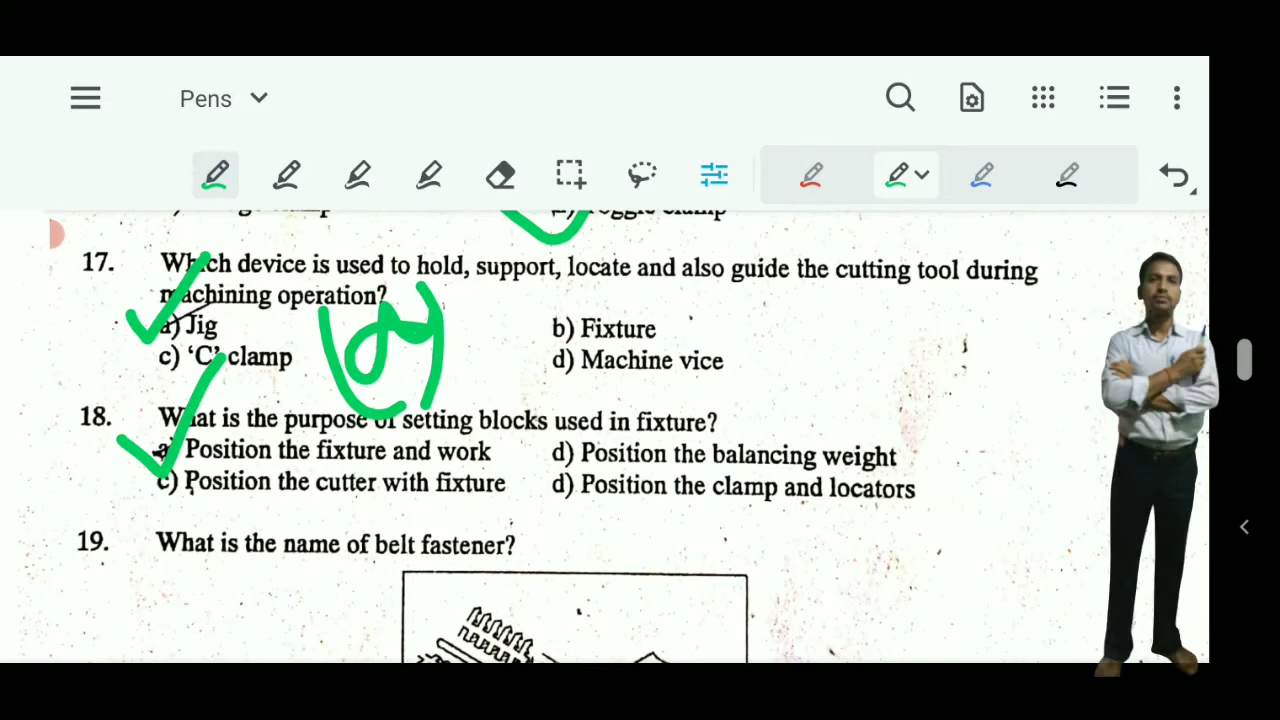 Pens
Toggle clamp
17. Which device is used to hold, support, locate and also guide the cutting tool during
machining operation?
a) Jig b) Fixture
c) ‘C’ clamp d) Machine vice
18. What is the purpose of setting blocks used in fixture?
a) Position the fixture and work d) Position the balancing weight
c) Position the cutter with fixture d) Position the clamp and locators
19. What is the name of belt fastener?